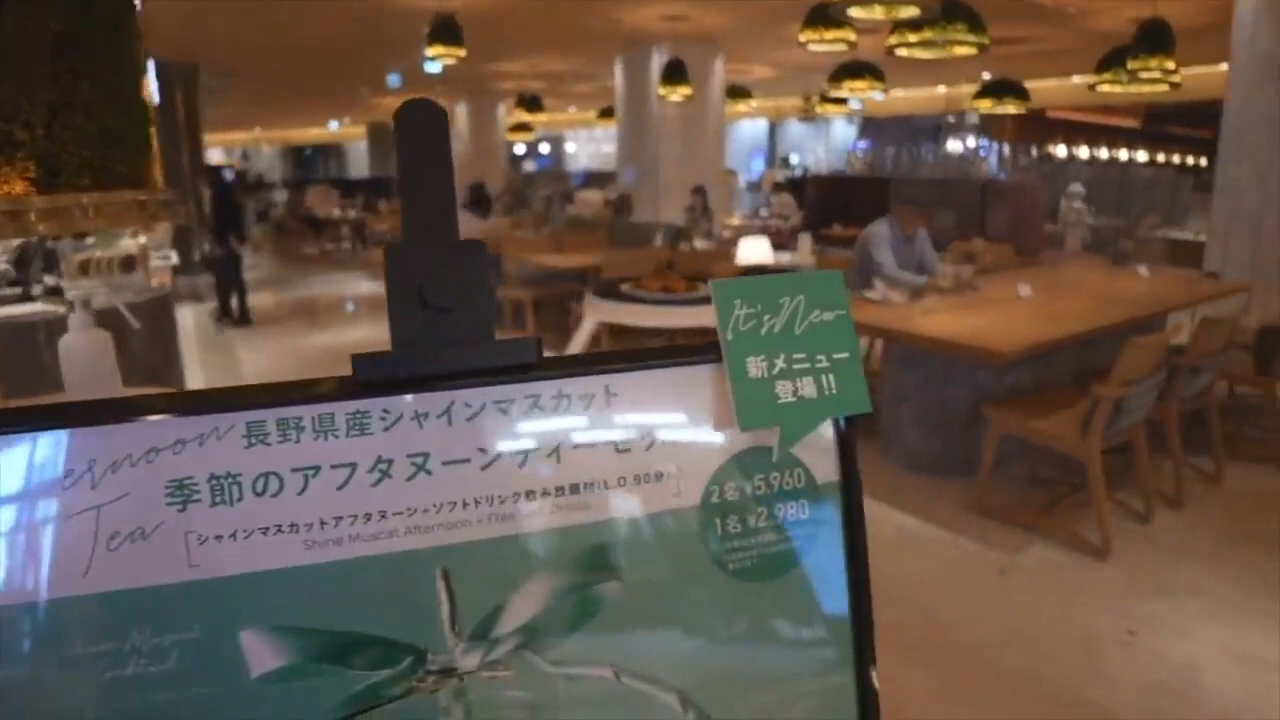 It's New
新メニュー
登場!!
長野県産シャインマスカット
季節のアフタヌーンティーセット
ernoon
Tea
[シャインマスカットアフタヌーン+ソフトドリンク飲み放題付(L.O.90分)]
Shine Muscat Afternoon + Free
2名 ¥5,960
1名 ¥2,980